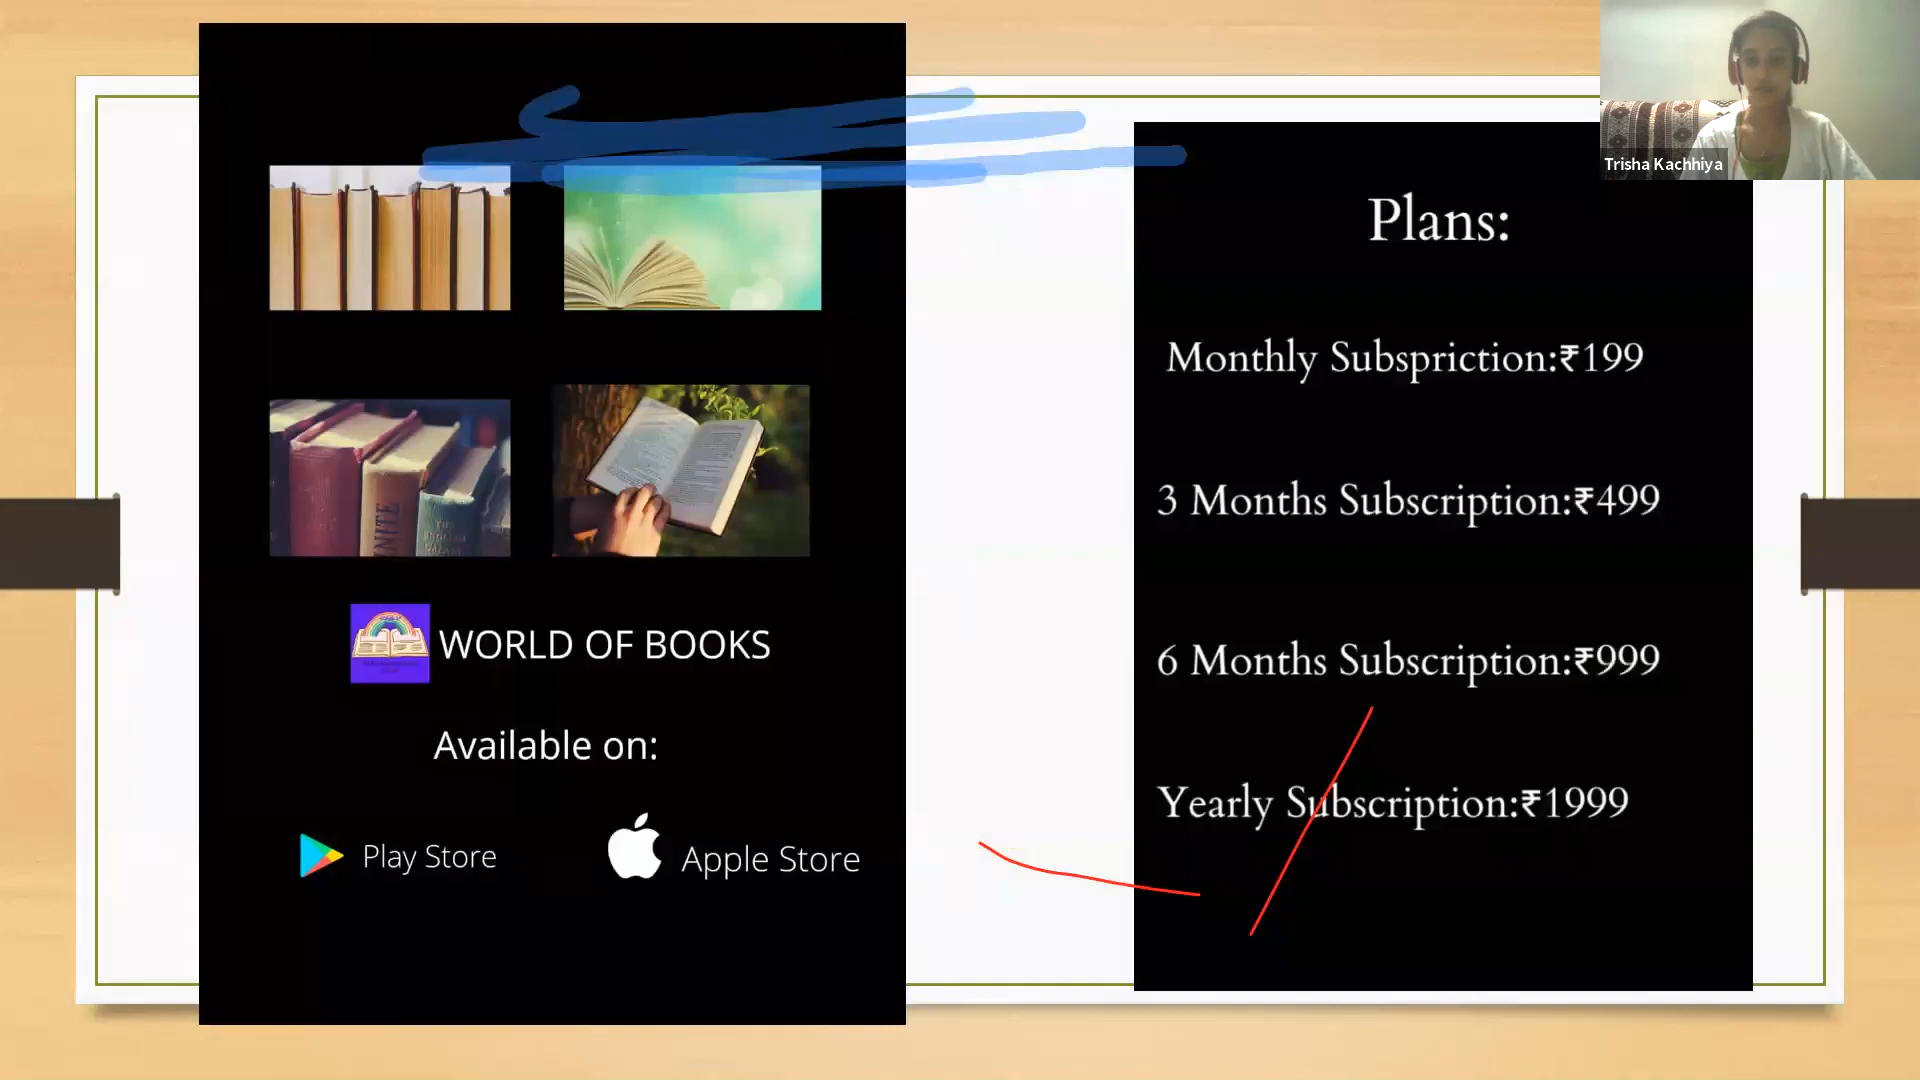 Trisha Kachhiya
WORLD OF BOOKS
Available on:
Play Store
Apple Store
Plans:
Monthly Subspriction:₹199
3 Months Subscription:₹499
6 Months Subscription:₹999
Yearly Subscription:₹1999